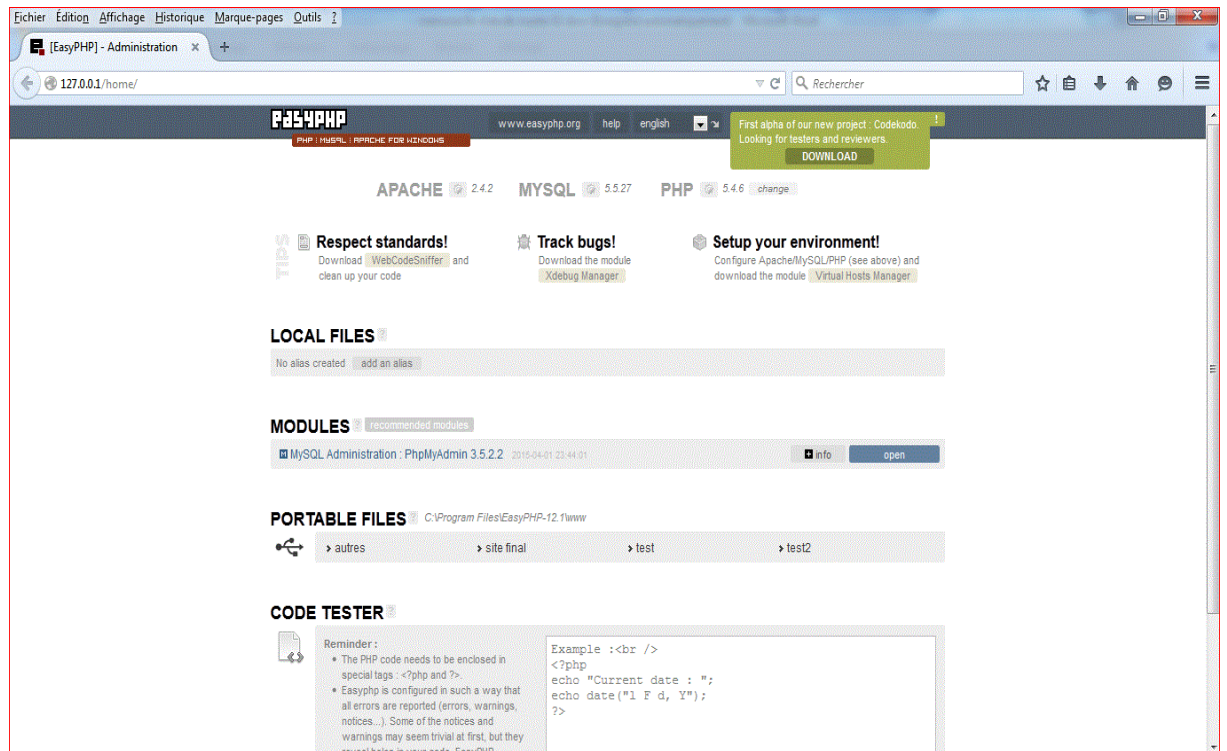 Fichier Édition Affichage Historique Marque-pages Outils ?
[EasyPHP] - Administration × +
127.0.0.1/home/
Rechercher
EASYPHP
PHP | MYSQL | APACHE FOR WINDOWS
www.easyphp.org help english
First alpha of our new project : Codekodo. !
Looking for testers and reviewers.
DOWNLOAD
APACHE 2.4.2 MYSQL 5.5.27 PHP 5.4.6 change
TIPS
Respect standards!
Download WebCodeSniffer and
clean up your code
Track bugs!
Download the module
Xdebug Manager
Setup your environment!
Configure Apache/MySQL/PHP (see above) and
download the module Virtual Hosts Manager
LOCAL FILES ?
No alias created add an alias
MODULES ? recommended modules
MySQL Administration : PhpMyAdmin 3.5.2.2 2015-04-01 23:44:01 info open
PORTABLE FILES ? C:\Program Files\EasyPHP-12.1\www
autres site final test test2
CODE TESTER ?
Reminder :
• The PHP code needs to be enclosed in
special tags : <?php and ?>.
• Easyphp is configured in such a way that
all errors are reported (errors, warnings,
notices...). Some of the notices and
warnings may seem trivial at first, but they
Example :<br />
<?php
echo "Current date : ";
echo date("l F d, Y");
?>